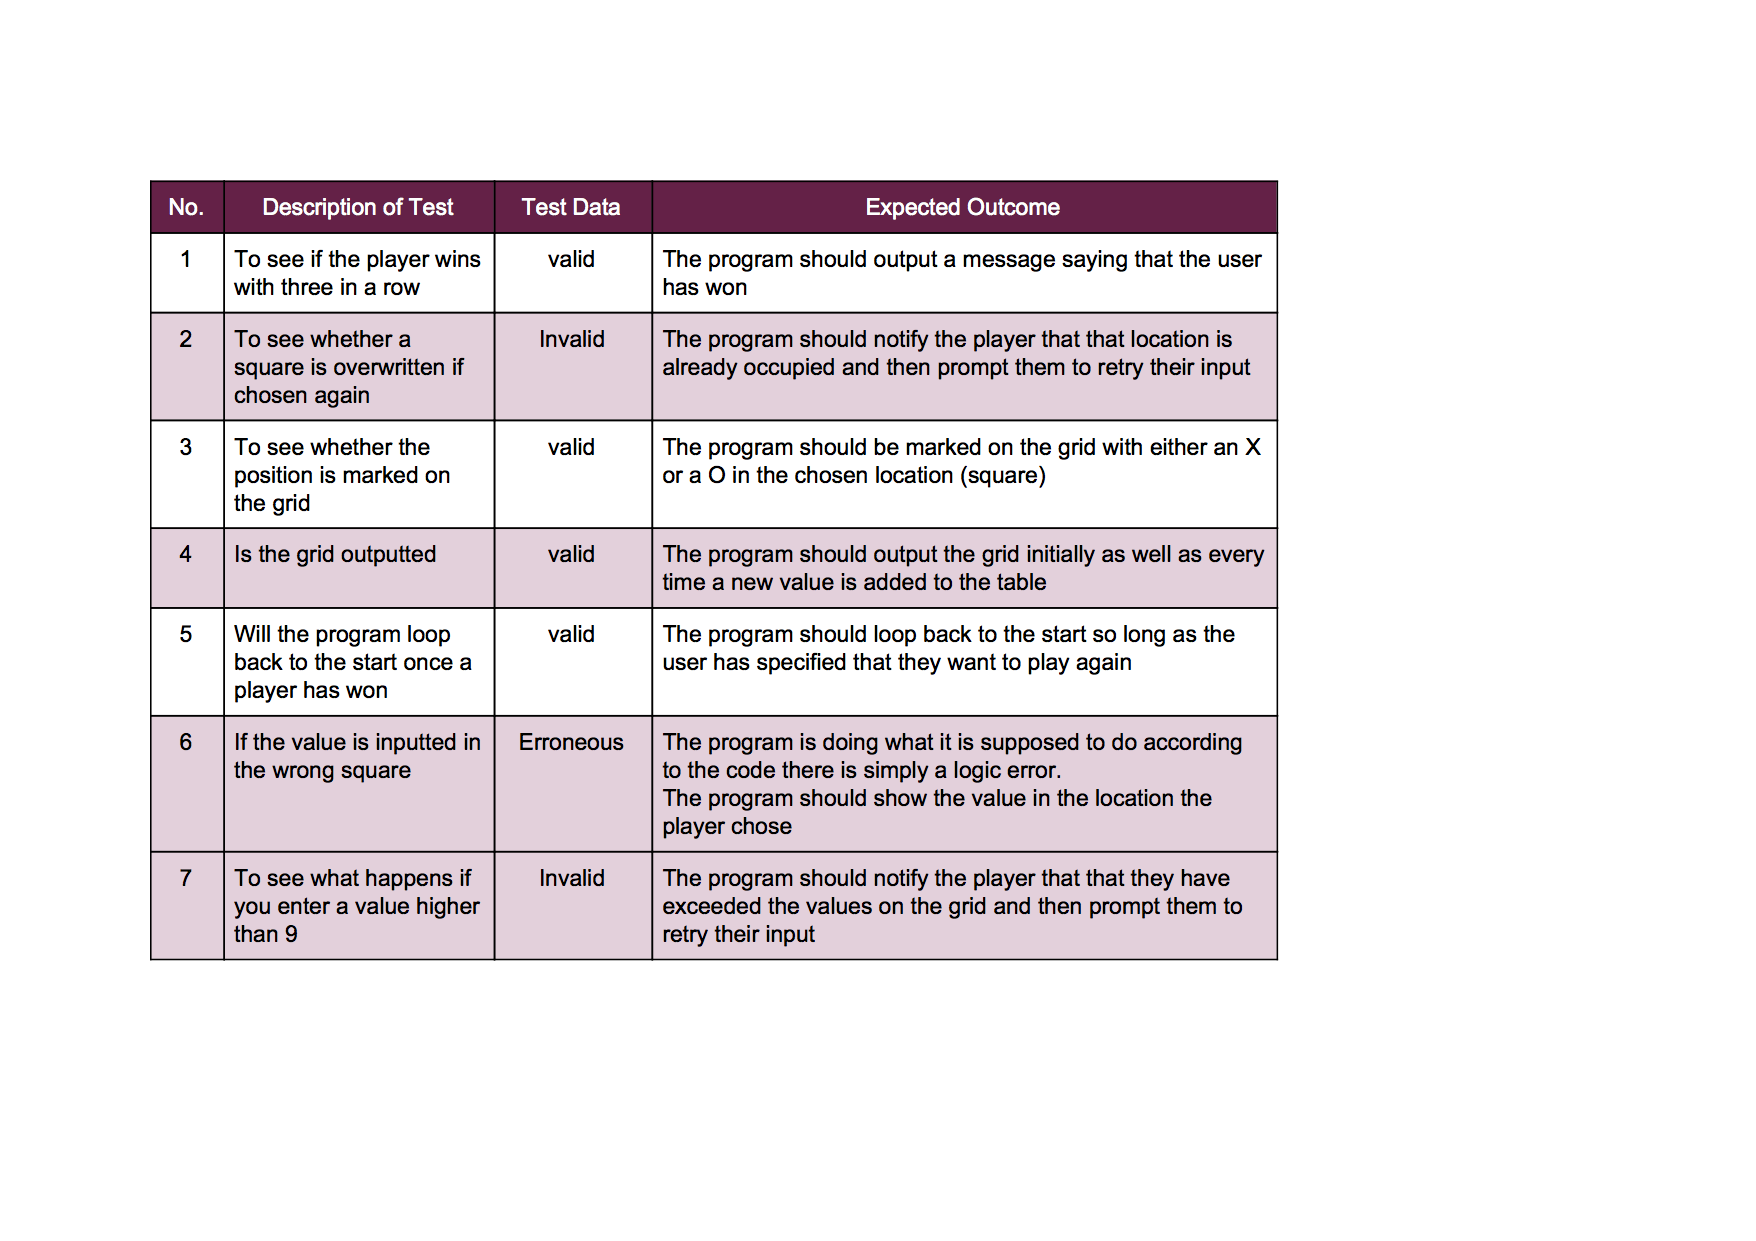 No. Description of Test Test Data Expected Outcome
1 To see if the player wins valid The program should output a message saying that the user
with three in a row has won
2 To see whether a Invalid The program should notify the player that that location is
square is overwritten if already occupied and then prompt them to retry their input
chosen again
3 To see whether the valid The program should be marked on the grid with either an X
position is marked on or a O in the chosen location (square)
the grid
4 Is the grid outputted valid The program should output the grid initially as well as every
time a new value is added to the table
5 Will the program loop valid The program should loop back to the start so long as the
back to the start once a user has specified that they want to play again
player has won
6 If the value is inputted in Erroneous The program is doing what it is supposed to do according
the wrong square to the code there is simply a logic error.
The program should show the value in the location the
player chose
7 To see what happens if Invalid The program should notify the player that that they have
you enter a value higher exceeded the values on the grid and then prompt them to
than 9 retry their input